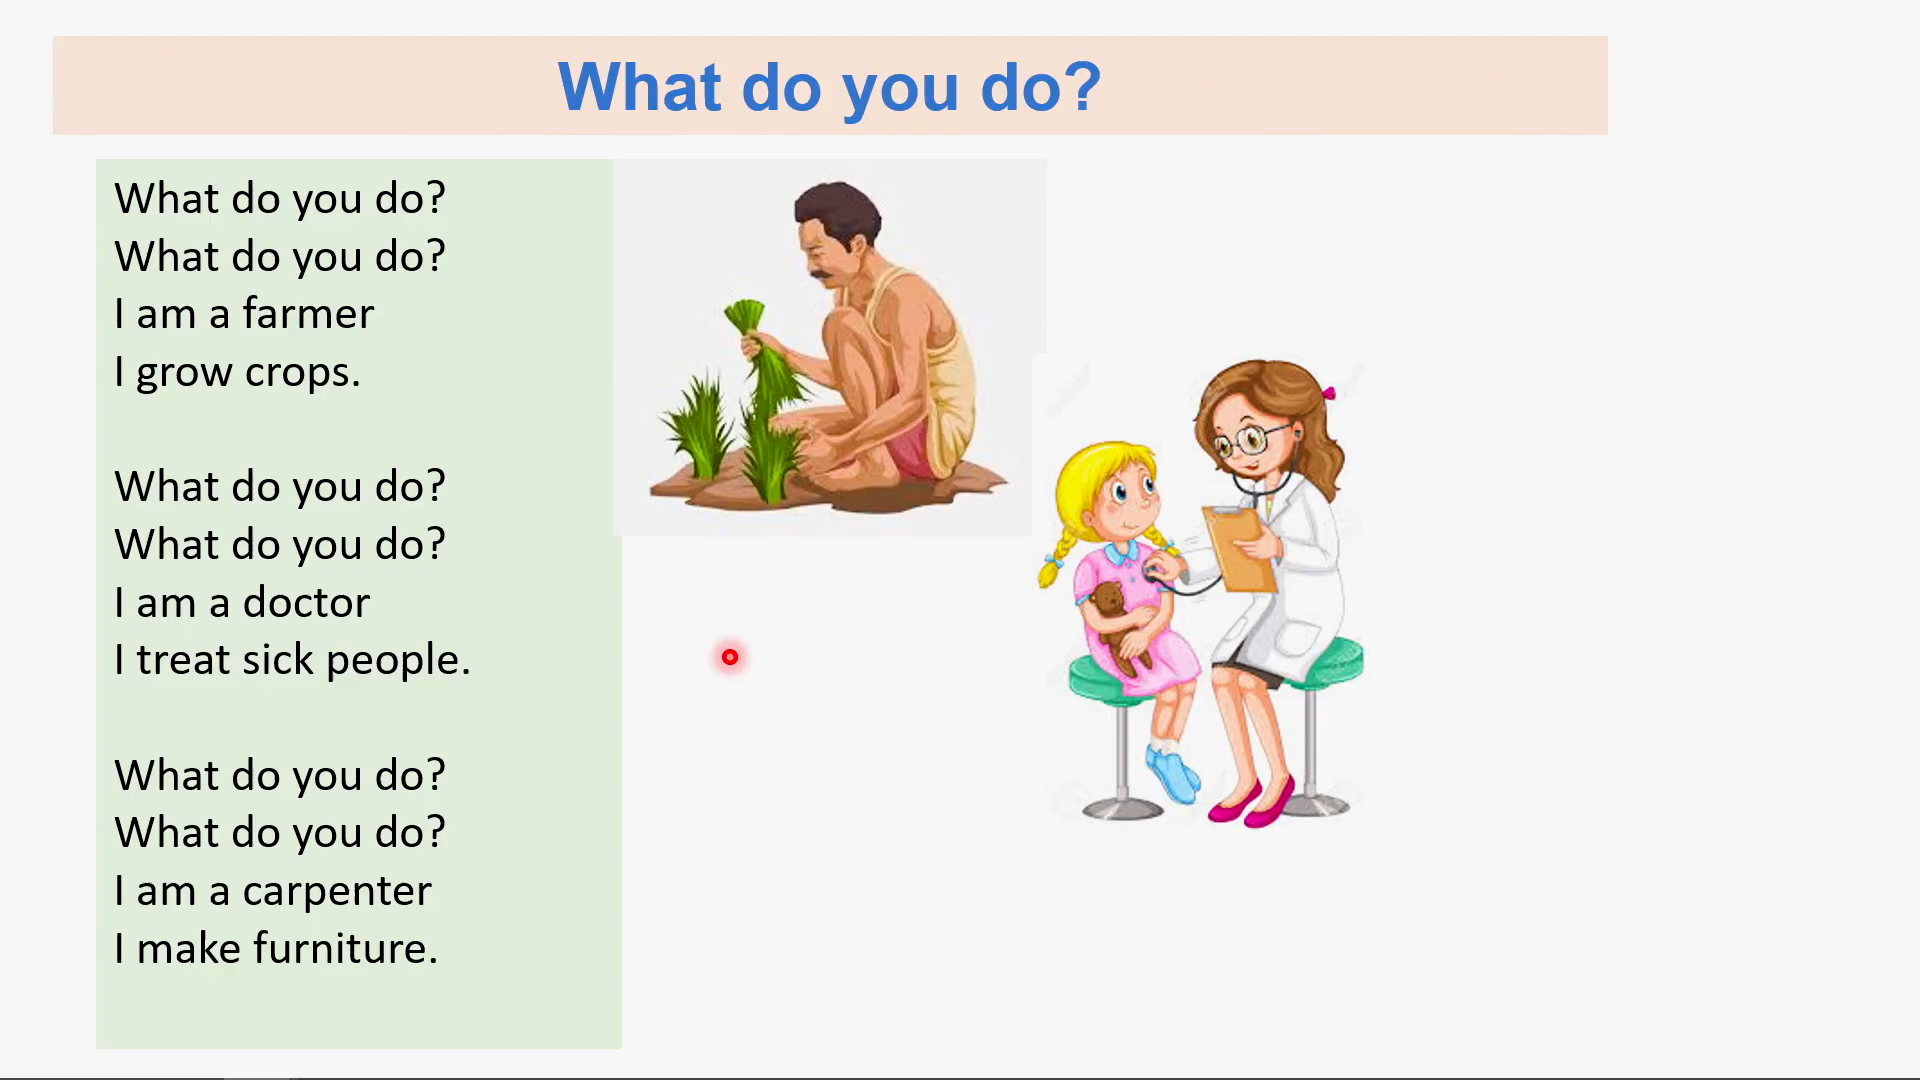 What do you do?
What do you do?
What do you do?
I am a farmer
I grow crops.
What do you do?
What do you do?
I am a doctor
I treat sick people.
What do you do?
What do you do?
I am a carpenter
I make furniture.